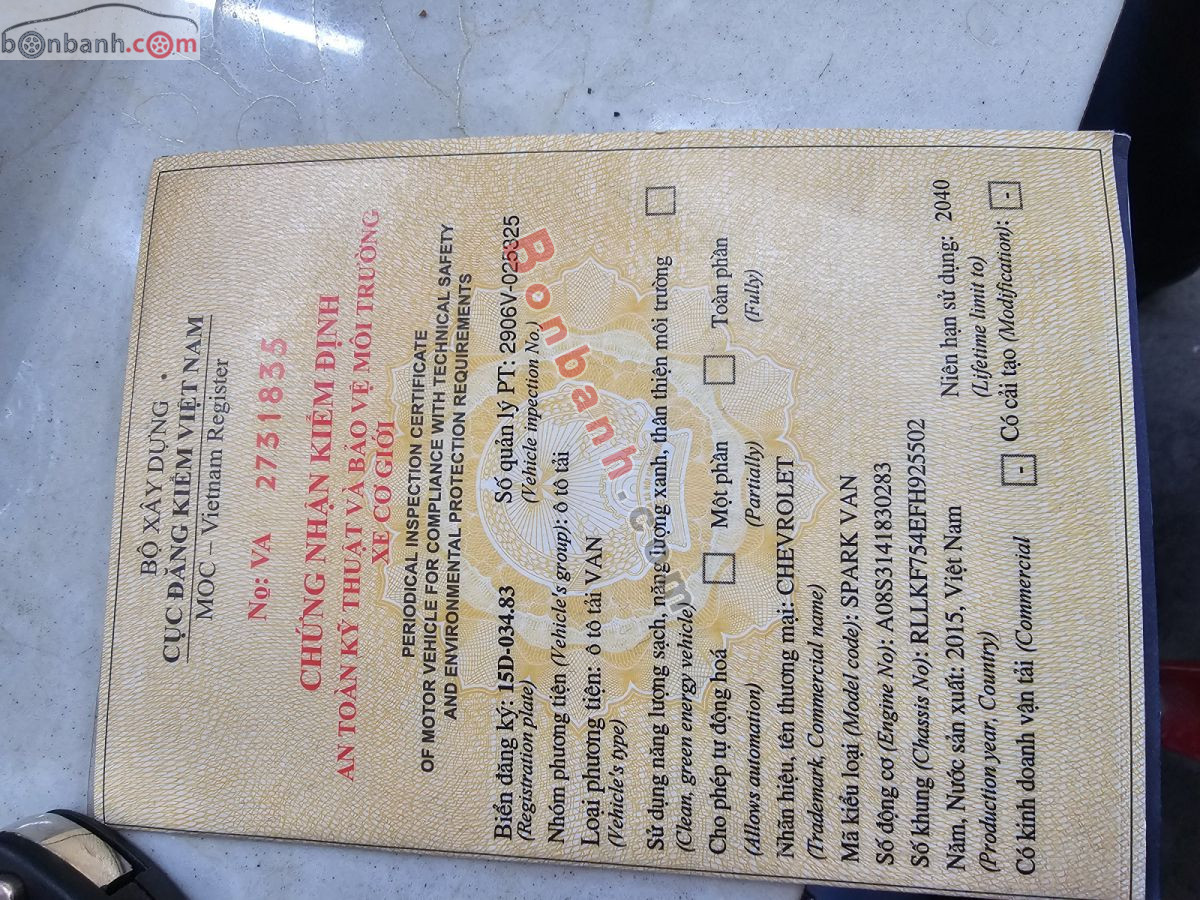 bonbanh.com
BỘ XÂY DỰNG
CỤC ĐĂNG KIỂM VIỆT NAM
MOC – Vietnam Register
Nọ: VA 2731835
CHỨNG NHẬN KIỂM ĐỊNH
AN TOÀN KỸ THUẬT VÀ BẢO VỆ MÔI TRƯỜNG
XE CƠ GIỚI
PERIODICAL INSPECTION CERTIFICATE
OF MOTOR VEHICLE FOR COMPLIANCE WITH TECHNICAL SAFETY
AND ENVIRONMENTAL PROTECTION REQUIREMENTS
Biển đăng ký: 15D-034.83 Số quản lý PT: 2906V-025325
(Registration plate) (Vehicle inpection No.)
Nhóm phương tiện (Vehicle's group): ô tô tải
Loại phương tiện: ô tô tải VAN
(Vehicle's type)
Sử dụng năng lượng sạch, năng lượng xanh, thân thiện môi trường
(Clean, green energy vehicle)
Cho phép tự động hoá Một phần Toàn phần
(Allows automation) (Partially) (Fully)
Nhãn hiệu, tên thương mại: CHEVROLET
(Trademark, Commercial name)
Mã kiểu loại (Model code): SPARK VAN
Số động cơ (Engine No): A08S3141830283
Số khung (Chassis No): RLLKF754EFH925502
Năm, Nước sản xuất: 2015, Việt Nam Niên hạn sử dụng: 2040
(Production year, Country) (Lifetime limit to)
Có kinh doanh vận tải (Commercial - Có cải tạo (Modification): -
Bonbanh.com